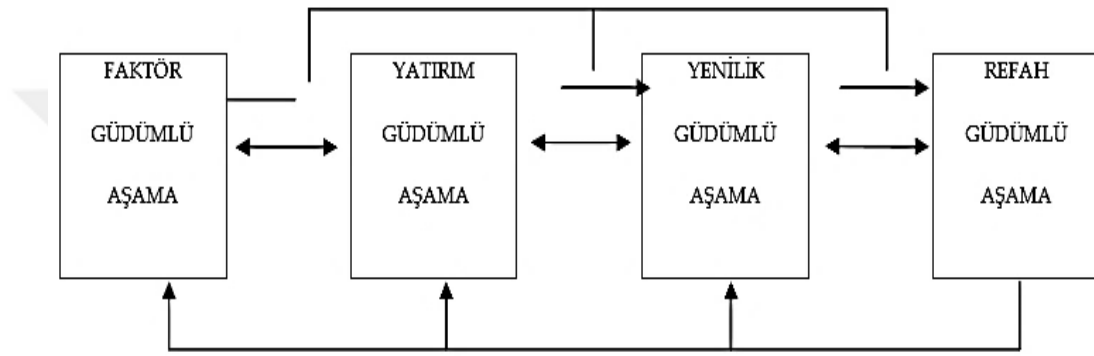 FAKTÖR
GÜDÜMLÜ
AŞAMA
YATIRIM
GÜDÜMLÜ
AŞAMA
YENİLİK
GÜDÜMLÜ
AŞAMA
REFAH
GÜDÜMLÜ
AŞAMA